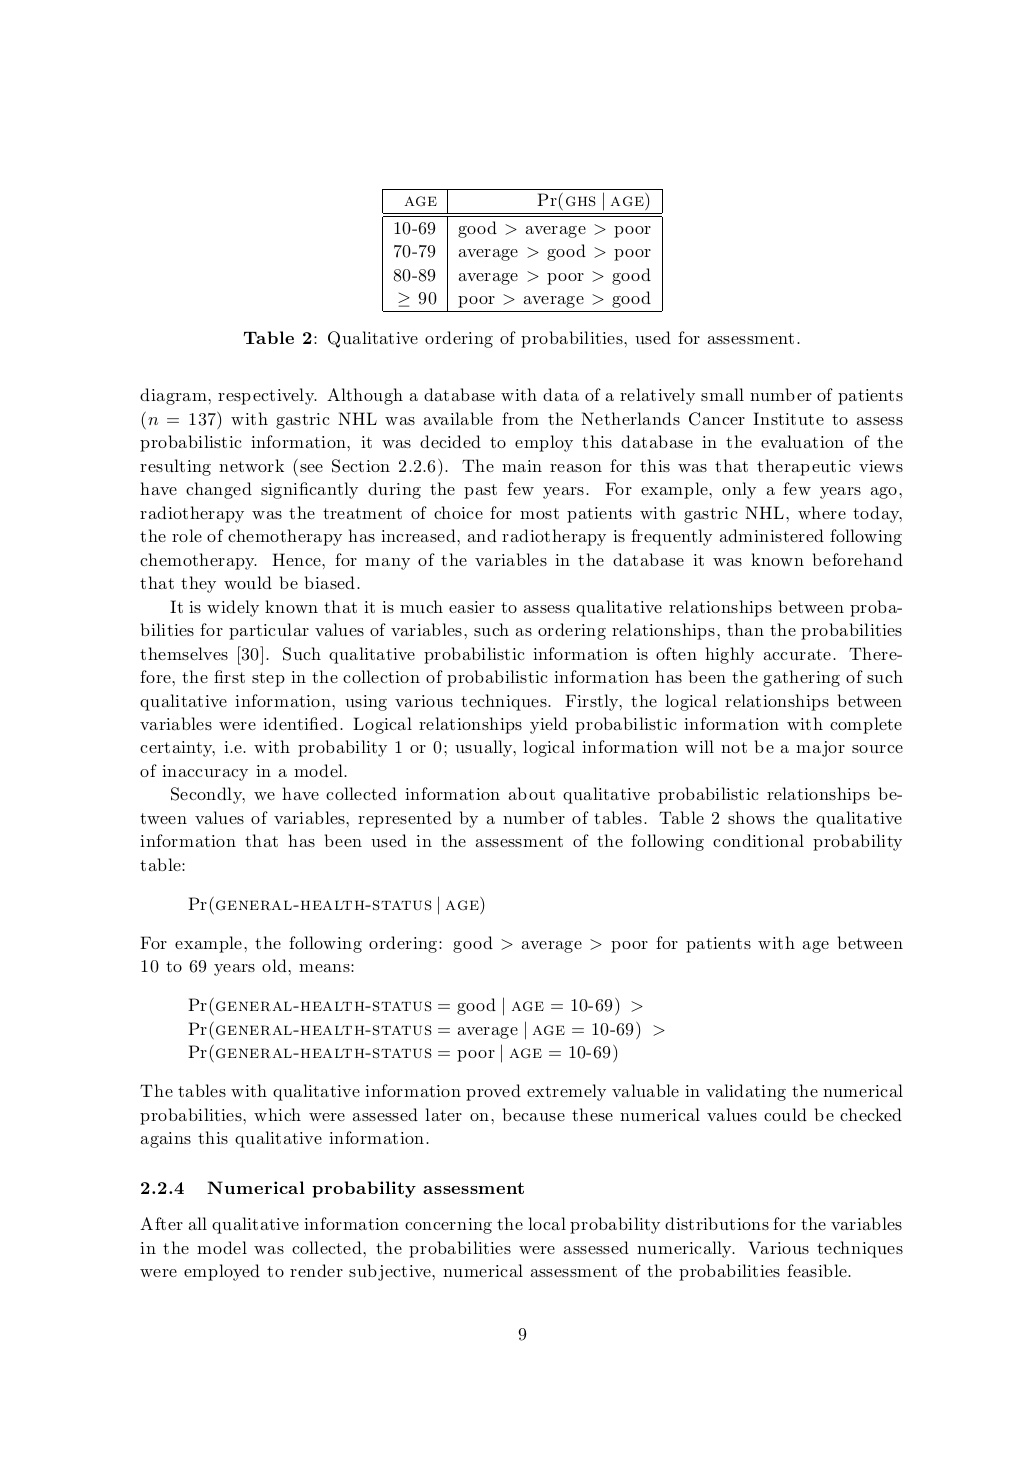 AGE Pr(GHS | AGE)
10-69 good > average > poor
70-79 average > good > poor
80-89 average > poor > good
≥ 90 poor > average > good
Table 2: Qualitative ordering of probabilities, used for assessment.
diagram, respectively. Although a database with data of a relatively small number of patients
(n = 137) with gastric NHL was available from the Netherlands Cancer Institute to assess
probabilistic information, it was decided to employ this database in the evaluation of the
resulting network (see Section 2.2.6). The main reason for this was that therapeutic views
have changed significantly during the past few years. For example, only a few years ago,
radiotherapy was the treatment of choice for most patients with gastric NHL, where today,
the role of chemotherapy has increased, and radiotherapy is frequently administered following
chemotherapy. Hence, for many of the variables in the database it was known beforehand
that they would be biased.
It is widely known that it is much easier to assess qualitative relationships between proba-
bilities for particular values of variables, such as ordering relationships, than the probabilities
themselves [30]. Such qualitative probabilistic information is often highly accurate. There-
fore, the first step in the collection of probabilistic information has been the gathering of such
qualitative information, using various techniques. Firstly, the logical relationships between
variables were identified. Logical relationships yield probabilistic information with complete
certainty, i.e. with probability 1 or 0; usually, logical information will not be a major source
of inaccuracy in a model.
Secondly, we have collected information about qualitative probabilistic relationships be-
tween values of variables, represented by a number of tables. Table 2 shows the qualitative
information that has been used in the assessment of the following conditional probability
table:
Pr(GENERAL-HEALTH-STATUS | AGE)
For example, the following ordering: good > average > poor for patients with age between
10 to 69 years old, means:
Pr(GENERAL-HEALTH-STATUS = good | AGE = 10-69) >
Pr(GENERAL-HEALTH-STATUS = average | AGE = 10-69) >
Pr(GENERAL-HEALTH-STATUS = poor | AGE = 10-69)
The tables with qualitative information proved extremely valuable in validating the numerical
probabilities, which were assessed later on, because these numerical values could be checked
agains this qualitative information.
2.2.4 Numerical probability assessment
After all qualitative information concerning the local probability distributions for the variables
in the model was collected, the probabilities were assessed numerically. Various techniques
were employed to render subjective, numerical assessment of the probabilities feasible.
9